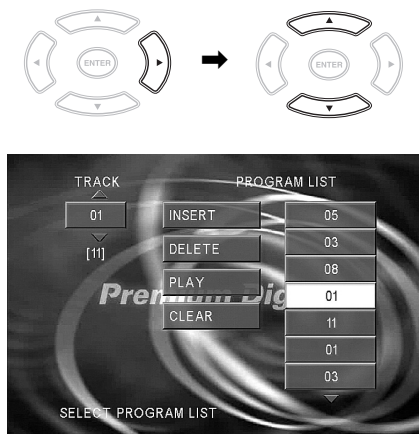 ENTER ENTER
TRACK PROGRAM LIST
01 INSERT 05
[11] DELETE 03
08
PLAY 01
Premium Dig
CLEAR 11
01
03
SELECT PROGRAM LIST